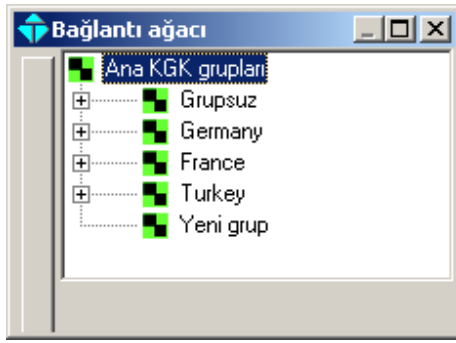 Bağlantı ağacı
Ana KGK grupları
Grupsuz
Germany
France
Turkey
Yeni grup